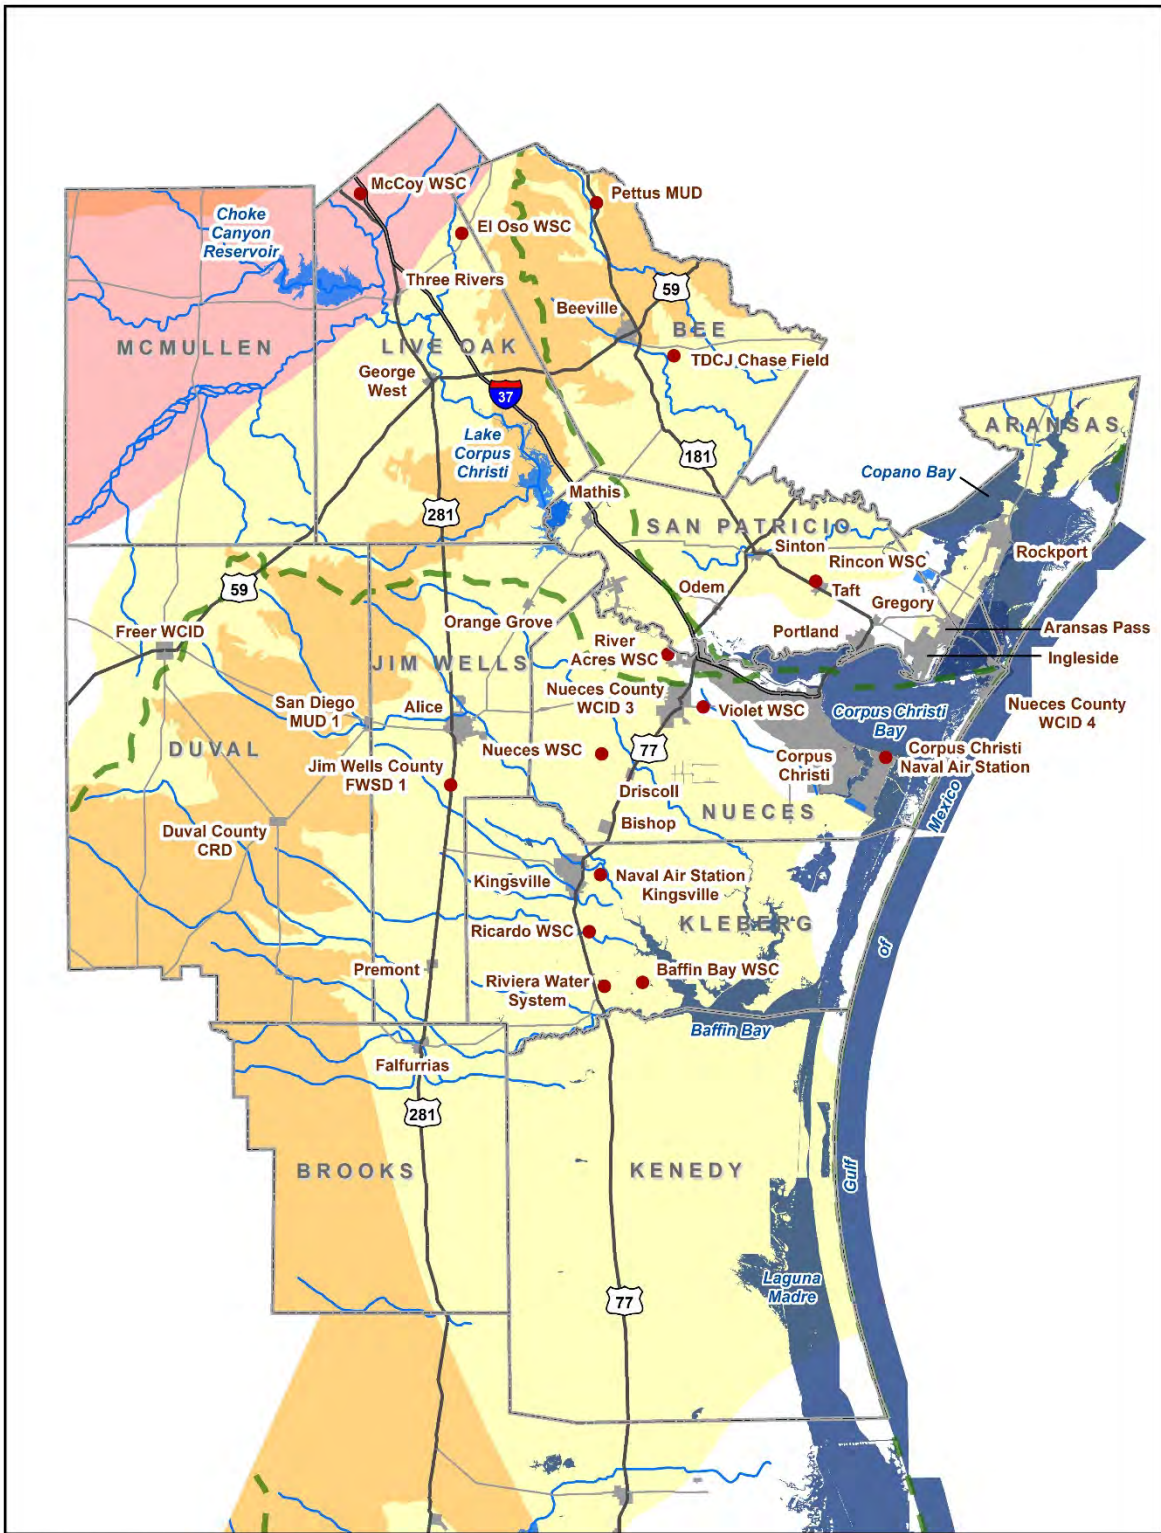 McCoy WSC
Pettus MUD
Choke
Canyon
Reservoir
El Oso WSC
Three Rivers
59
Beeville
BEE
MCMULLEN
LIVE OAK
TDCJ Chase Field
George
West
37
ARANSAS
Lake
Corpus
Christi
181
Copano Bay
Mathis
281
SAN PATRICIO
Sinton
Rockport
Rincon WSC
59
Odem
Taft
Gregory
Orange Grove
Freer WCID
Portland
Aransas Pass
River
Acres WSC
JIM WELLS
Ingleside
Nueces County
WCID 3
San Diego
MUD 1
Alice
Violet WSC
Corpus Christi
Bay
Nueces County
WCID 4
DUVAL
Nueces WSC
77
Corpus
Christi
Corpus Christi
Naval Air Station
Jim Wells County
FWSD 1
Driscoll
NUECES
Mexico
Duval County
CRD
Bishop
Kingsville
Naval Air Station
Kingsville
KLEBERG
Ricardo WSC
of
Premont
Riviera Water
System
Baffin Bay WSC
Baffin Bay
Falfurrias
281
BROOKS
KENEDY
Gulf
Laguna
Madre
77